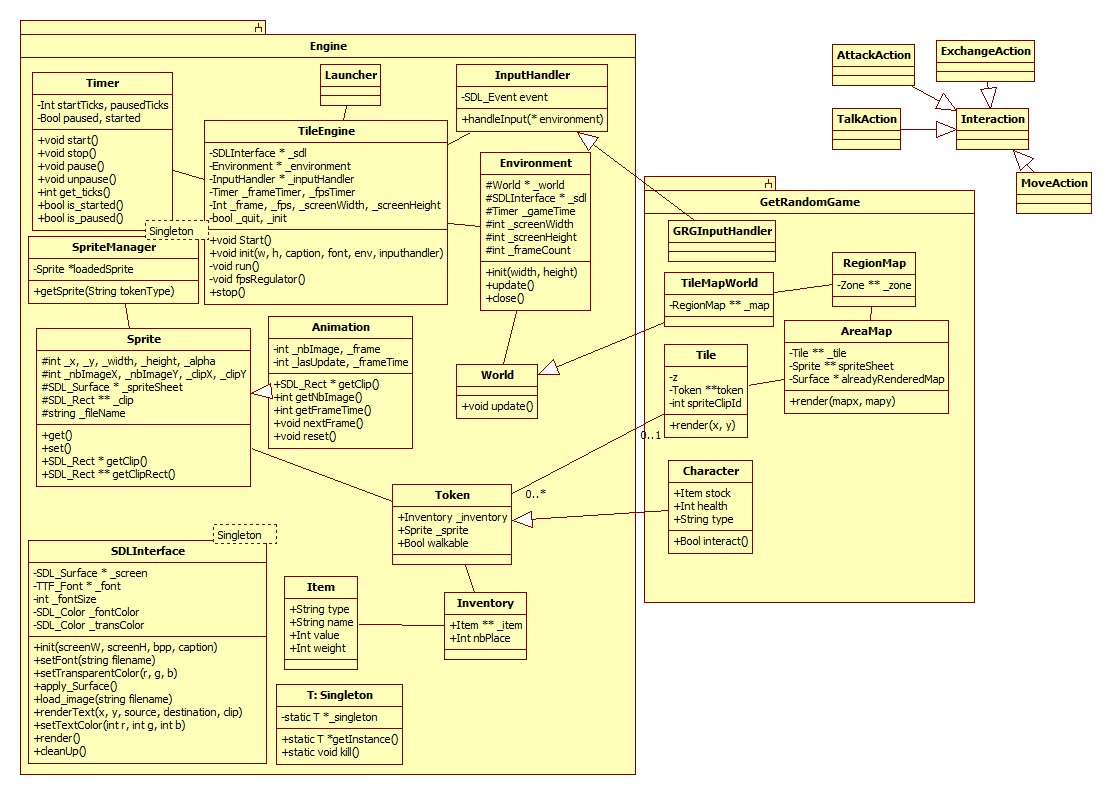 Engine
Timer
-Int startTicks, pausedTicks
-Bool paused, started
+void start()
+void stop()
+void pause()
+void unpause()
+int get_ticks()
+bool is_started()
+bool is_paused()
Launcher
InputHandler
-SDL_Event event
+handleInput(* environment)
TileEngine
-SDLInterface * _sdl
-Environment * _environment
-InputHandler * _inputHandler
-Timer _frameTimer, _fpsTimer
-Int _frame, _fps, _screenWidth, _screenHeight
-bool _quit, _init
+void Start()
+void init(w, h, caption, font, env, inputhandler)
-void run()
-void fpsRegulator()
+stop()
Environment
#World * _world
#SDLInterface * _sdl
#Timer _gameTime
#int _screenWidth
#int _screenHeight
#int _frameCount
+init(width, height)
+update()
+close()
Singleton
SpriteManager
-Sprite *loadedSprite
+getSprite(String tokenType)
Sprite
#int _x, _y, _width, _height, _alpha
#int _nbImageX, _nbImageY, _clipX, _clipY
#SDL_Surface * _spriteSheet
#SDL_Rect ** _clip
#string _fileName
+get()
+set()
+SDL_Rect * getClip()
+SDL_Rect ** getClipRect()
Animation
-int _nbImage, _frame
-int _lasUpdate, _frameTime
+SDL_Rect * getClip()
+int getNbImage()
+int getFrameTime()
+void nextFrame()
+void reset()
World
+void update()
Token
+Inventory _inventory
+Sprite _sprite
+Bool walkable
0..*
0..1
Singleton
SDLInterface
-SDL_Surface * _screen
-TTF_Font * _font
-int _fontSize
-SDL_Color _fontColor
-SDL_Color _transColor
+init(screenW, screenH, bpp, caption)
+setFont(string filename)
+setTransparentColor(r, g, b)
+apply_Surface()
+load_image(string filename)
+renderText(x, y, source, destination, clip)
+setTextColor(int r, int g, int b)
+render()
+cleanUp()
Item
+String type
+String name
+Int value
+Int weight
Inventory
+Item ** _item
+Int nbPlace
T: Singleton
-static T *_singleton
+static T *getInstance()
+static void kill()
GetRandomGame
GRGInputHandler
TileMapWorld
-RegionMap ** _map
RegionMap
-Zone ** _zone
AreaMap
-Tile ** _tile
-Sprite ** spriteSheet
-Surface * alreadyRenderedMap
+render(mapx, mapy)
Tile
-z
-Token **token
-int spriteClipId
+render(x, y)
Character
+Item stock
+Int health
+String type
+Bool interact()
AttackAction
ExchangeAction
TalkAction
Interaction
MoveAction